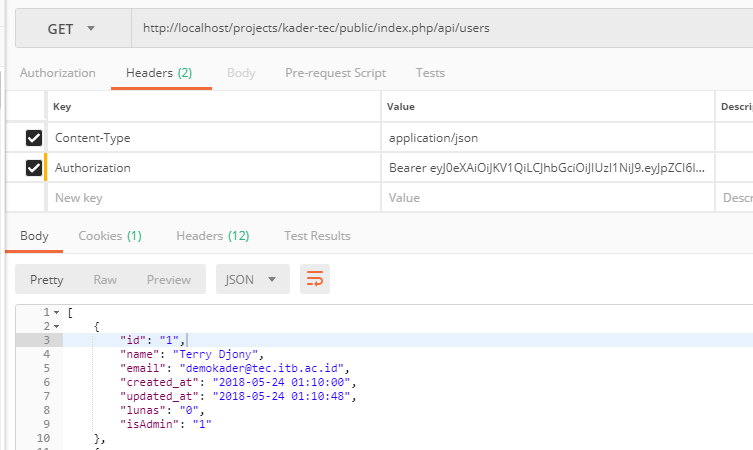 GET http://localhost/projects/kader-tec/public/index.php/api/users
Authorization Headers (2) Body Pre-request Script Tests
Key Value Descri
Content-Type application/json
Authorization Bearer eyJ0eXAiOiJKV1QiLCJhbGciOiJIUzI1NiJ9.eyJpZCI6I...
New key Value Descr
Body Cookies (1) Headers (12) Test Results
Pretty Raw Preview JSON
1 [
2 {
3 "id": "1",
4 "name": "Terry Djony",
5 "email": "demokader@tec.itb.ac.id",
6 "created_at": "2018-05-24 01:10:00",
7 "updated_at": "2018-05-24 01:10:48",
8 "lunas": "0",
9 "isAdmin": "1"
10 },